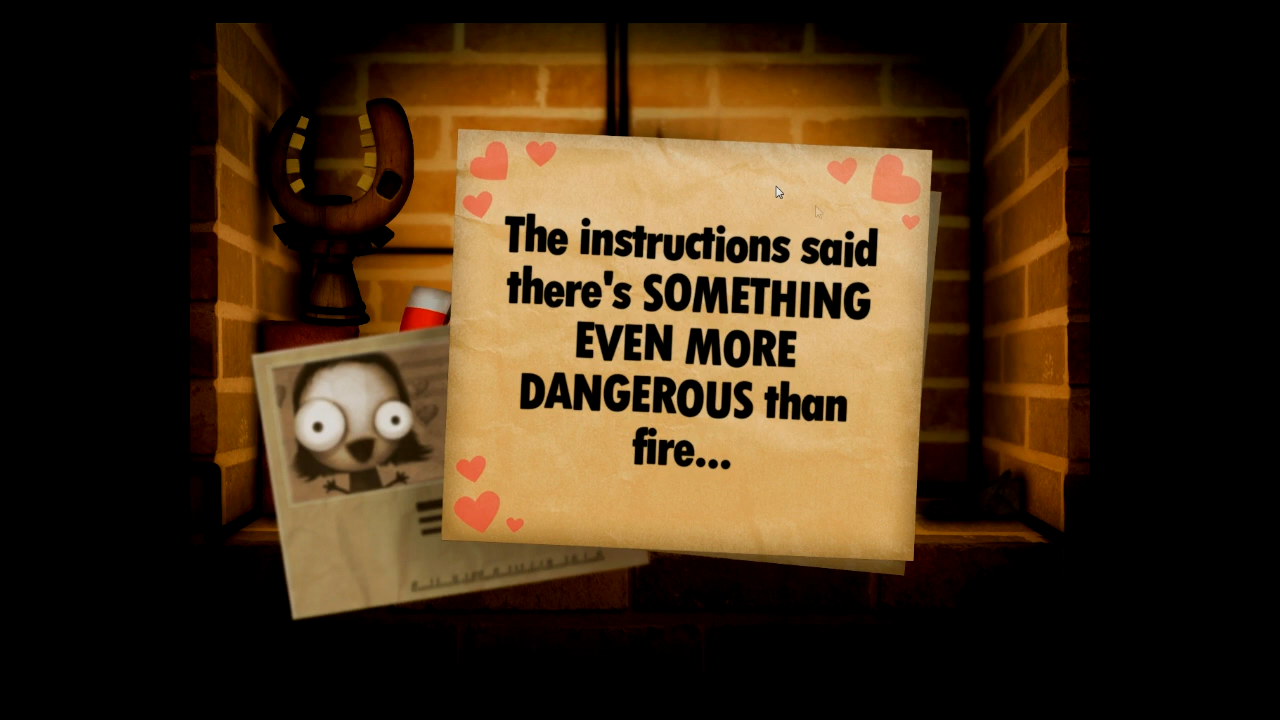 The instructions said
there's SOMETHING
EVEN MORE
DANGEROUS than
fire...